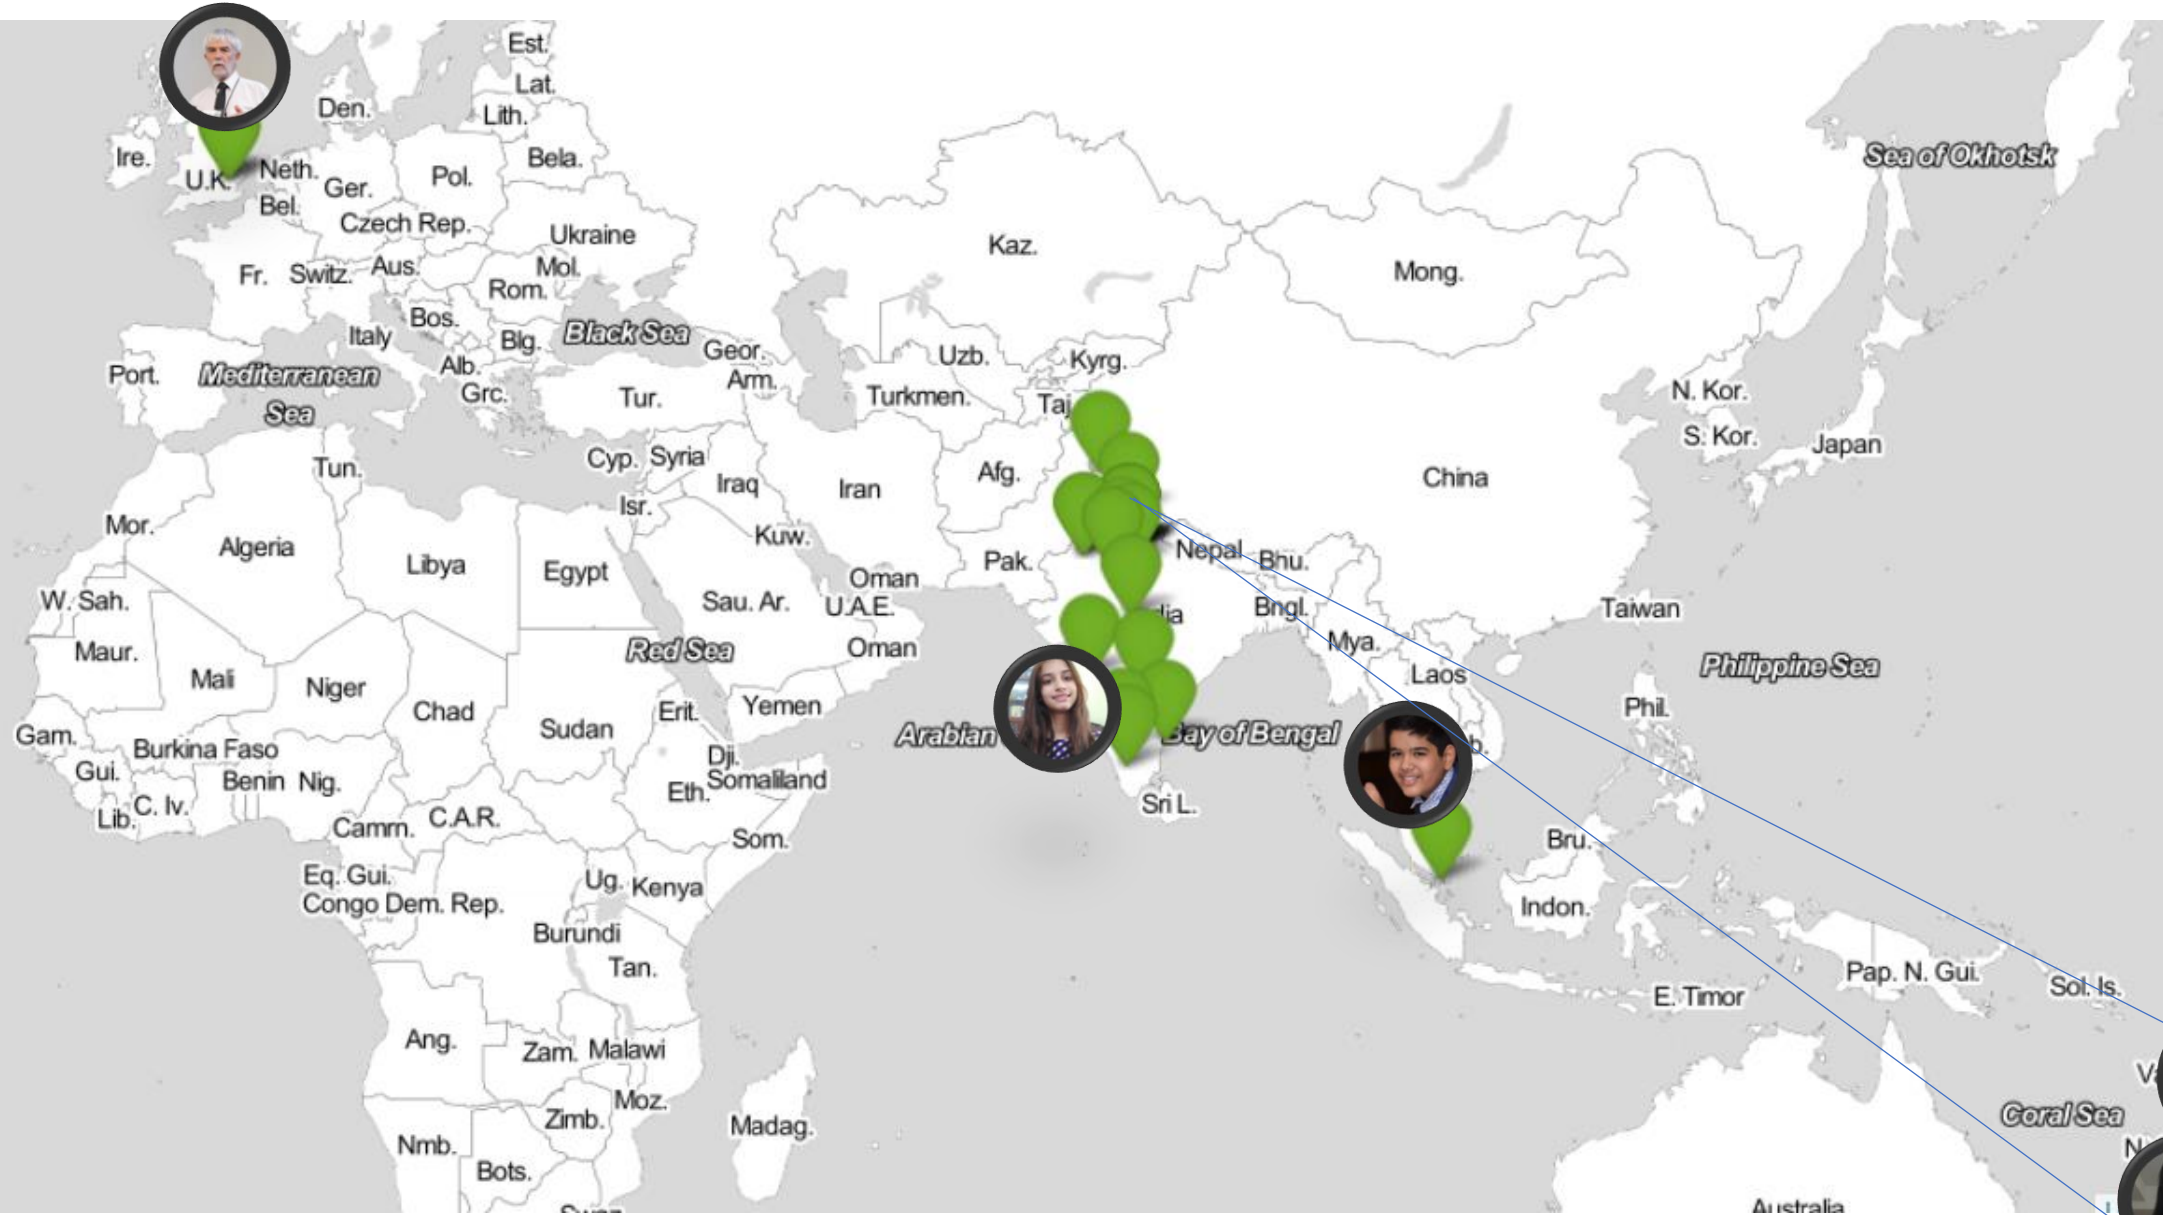 Est.
Lat.
Den.
Lith.
Ire.
Bela.
Neth.
U.K.
Ger.
Pol.
Bel.
Czech Rep.
Ukraine
Fr.
Switz.
Aus.
Mol.
Rom.
Bos.
Italy
Blg.
Black Sea
Geor.
Alb.
Port.
Mediterranean
Sea
Grc.
Arm.
Tur.
Kaz.
Mong.
Sea of Okhotsk
Uzb.
Kyrg.
Turkmen.
Taj
N. Kor.
S. Kor.
Japan
Tun.
Cyp.
Syria
Iraq
Iran
Afg.
China
Isr.
Mor.
Kuw.
Algeria
Libya
Egypt
Pak.
Nepal
Bhu.
Oman
W. Sah.
Sau. Ar.
U.A.E.
dia
Bngl.
Taiwan
Maur.
Red Sea
Oman
Mya.
Laos
Philippine Sea
Mali
Niger
Chad
Sudan
Erit.
Yemen
Phil.
Gam.
Burkina Faso
Arabian
Bay of Bengal
b.
Dji.
Gui.
Benin
Nig.
Eth.
Somaliland
C. Iv.
Lib.
Camrn.
C.A.R.
Som.
Sri L.
Bru.
Eq. Gui.
Ug.
Kenya
Congo Dem. Rep.
Indon.
Burundi
Tan.
Pap. N. Gui.
Sol. Is.
E. Timor
Ang.
Zam.
Malawi
Moz.
Zimb.
Madag.
Coral Sea
Nmb.
Bots.
Australia